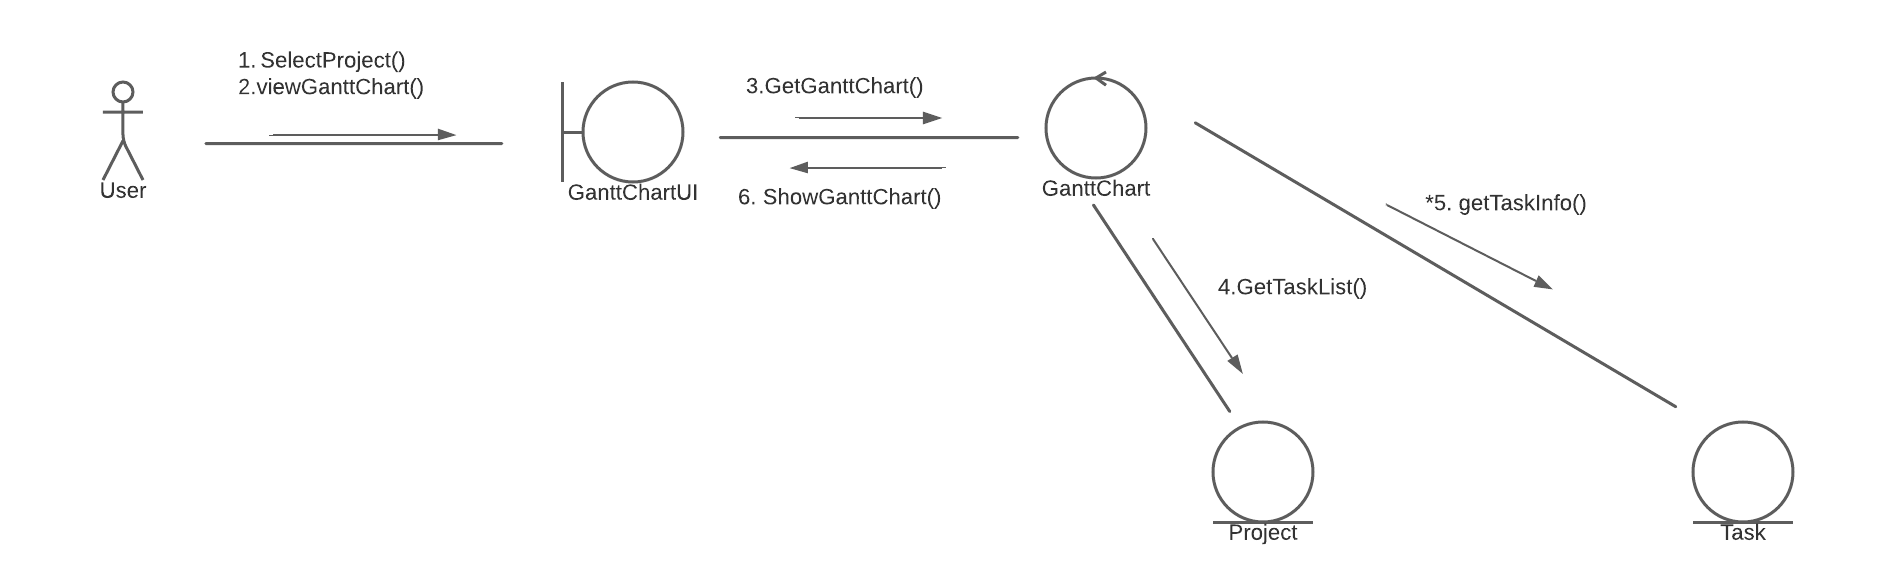 1. SelectProject()
2.viewGanttChart()
User
GanttChartUI
3.GetGanttChart()
6. ShowGanttChart()
GanttChart
*5. getTaskInfo()
4.GetTaskList()
Project
Task